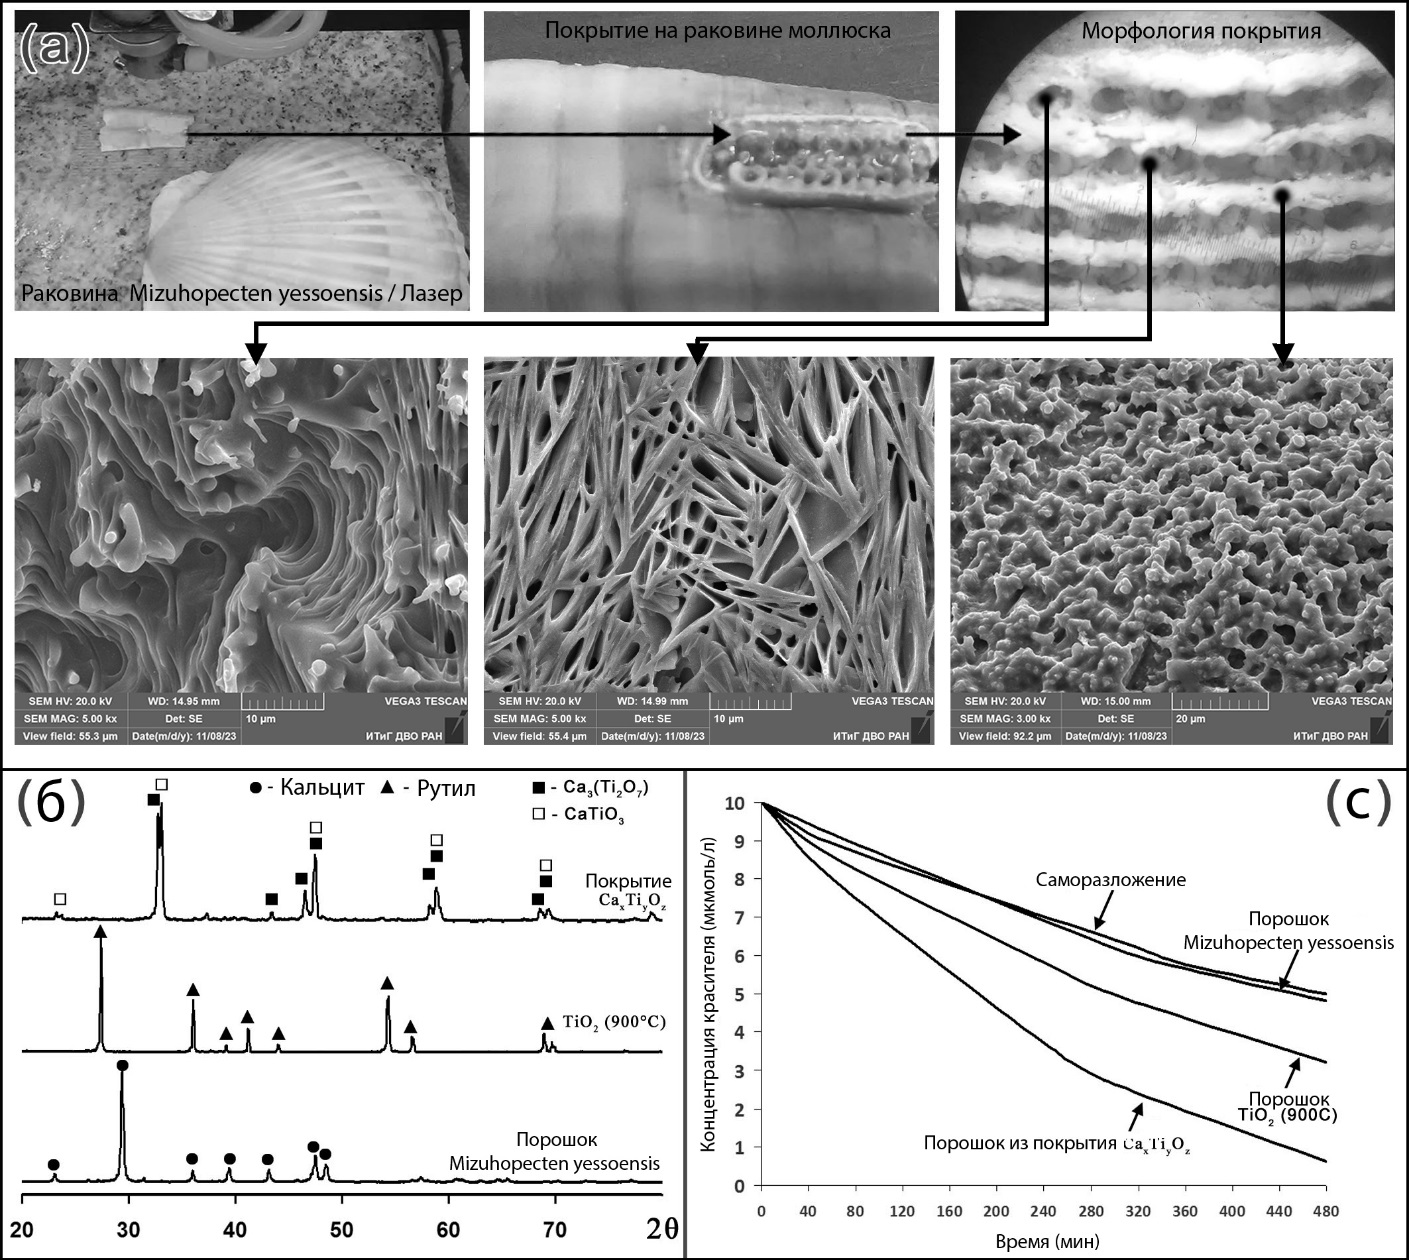 (а)
Покрытие на раковине моллюска
Морфология покрытия
Раковина Mizuhopecten yessoensis / Лазер
SEM HV: 20.0 kV WD: 14.95 mm VEGA3 TESCAN
SEM MAG: 5.00 kx Det: SE 10 µm
View field: 55.3 µm Date(m/d/y): 11/08/23 ИТиГ ДВО РАН
SEM HV: 20.0 kV WD: 14.99 mm VEGA3 TESCAN
SEM MAG: 5.00 kx Det: SE 10 µm
View field: 55.4 µm Date(m/d/y): 11/08/23 ИТиГ ДВО РАН
SEM HV: 20.0 kV WD: 15.00 mm VEGA3 TESCAN
SEM MAG: 3.00 kx Det: SE 20 µm
View field: 92.2 µm Date(m/d/y): 11/08/23 ИТиГ ДВО РАН
(б)
- Кальцит - Рутил - Ca₃(Ti₂O₇)
- CaTiO₃
Покрытие
CaₓTiᵧO_z
TiO₂ (900°C)
Порошок
Mizuhopecten yessoensis
20 30 40 50 60 70 2θ
(с)
Концентрация красителя (мкмоль/л)
10
9
8
7
6
5
4
3
2
1
0
Саморазложение
Порошок
Mizuhopecten yessoensis
Порошок
TiO₂ (900C)
Порошок из покрытия CaₓTiᵧO_z
0 40 80 120 160 200 240 280 320 360 400 440 480
Время (мин)